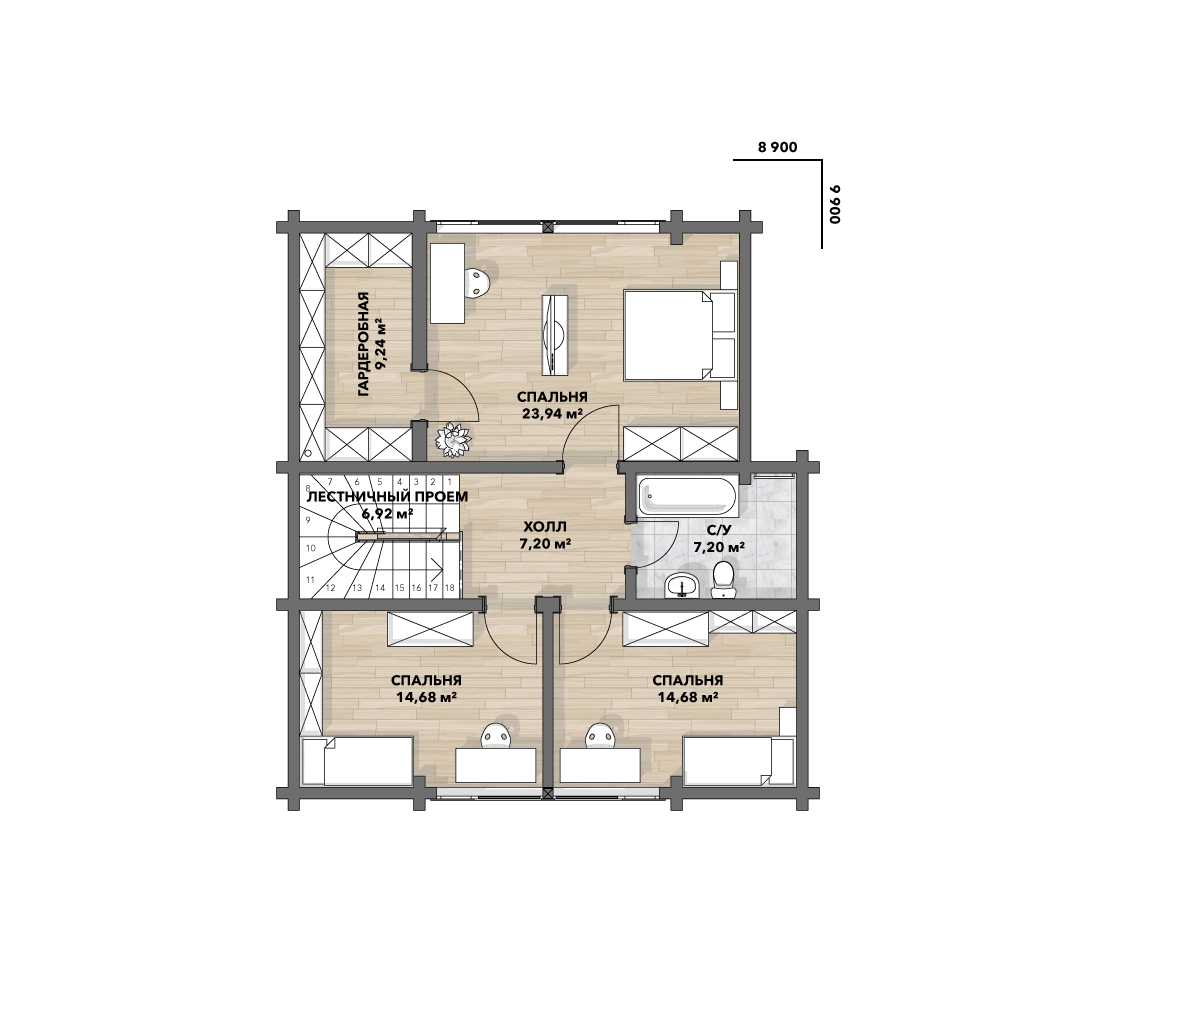 8 900
9 900
ГАРДЕРОБНАЯ
9,24 м²
СПАЛЬНЯ
23,94 м²
8 7 6 5 4 3 2 1
ЛЕСТНИЧНЫЙ ПРОЕМ
6,92 м²
9
10
11 12 13 14 15 16 17 18
ХОЛЛ
7,20 м²
С/У
7,20 м²
СПАЛЬНЯ
14,68 м²
СПАЛЬНЯ
14,68 м²